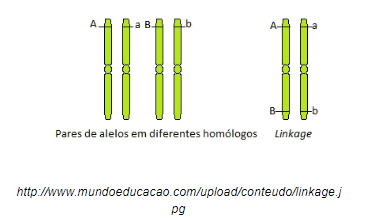 A a B b A a
B b
Pares de alelos em diferentes homólogos Linkage
http://www.mundoeducacao.com/upload/conteudo/linkage.j
pg